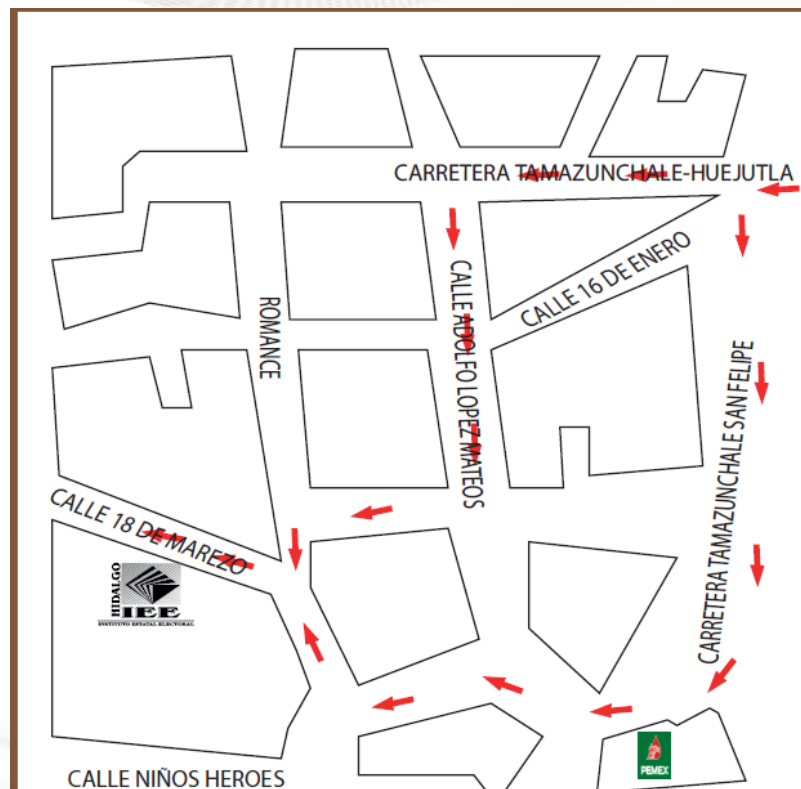 CARRETERA TAMAZUNCHALE-HUEJUTLA
CALLE 16 DE ENERO
CALLE ADOLFO LOPEZ MATEOS
ROMANCE
CARRETERA TAMAZUNCHALE SAN FELIPE
CALLE 18 DE MAREZO
HIDALGO
IEE
INSTITUTO ESTATAL ELECTORAL
PEMEX
CALLE NIÑOS HEROES